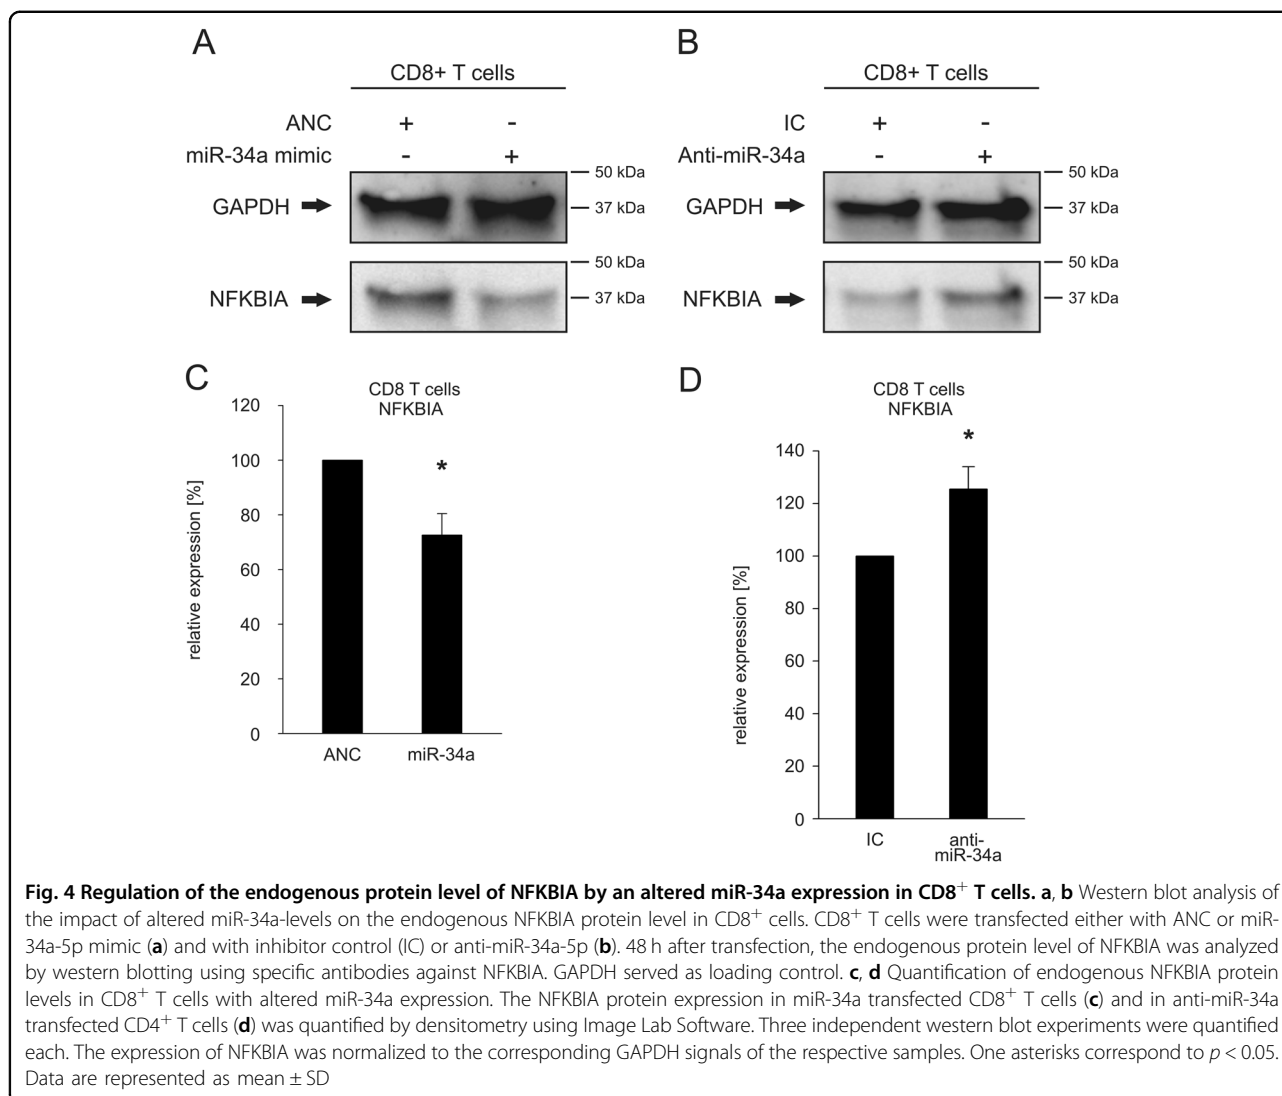 A
CD8+ T cells
ANC + -
miR-34a mimic - +
50 kDa
GAPDH
37 kDa
50 kDa
NFKBIA
37 kDa
B
CD8+ T cells
IC + -
Anti-miR-34a - +
50 kDa
GAPDH
37 kDa
50 kDa
NFKBIA
37 kDa
C
CD8 T cells
NFKBIA
relative expression [%]
120
100
80
60
40
20
0
*
ANC miR-34a
D
CD8 T cells
NFKBIA
relative expression [%]
140
120
100
80
60
40
20
0
*
IC anti-
miR-34a
Fig. 4 Regulation of the endogenous protein level of NFKBIA by an altered miR-34a expression in CD8⁺ T cells. a, b Western blot analysis of
the impact of altered miR-34a-levels on the endogenous NFKBIA protein level in CD8⁺ cells. CD8⁺ T cells were transfected either with ANC or miR-
34a-5p mimic (a) and with inhibitor control (IC) or anti-miR-34a-5p (b). 48 h after transfection, the endogenous protein level of NFKBIA was analyzed
by western blotting using specific antibodies against NFKBIA. GAPDH served as loading control. c, d Quantification of endogenous NFKBIA protein
levels in CD8⁺ T cells with altered miR-34a expression. The NFKBIA protein expression in miR-34a transfected CD8⁺ T cells (c) and in anti-miR-34a
transfected CD4⁺ T cells (d) was quantified by densitometry using Image Lab Software. Three independent western blot experiments were quantified
each. The expression of NFKBIA was normalized to the corresponding GAPDH signals of the respective samples. One asterisks correspond to p < 0.05.
Data are represented as mean ± SD